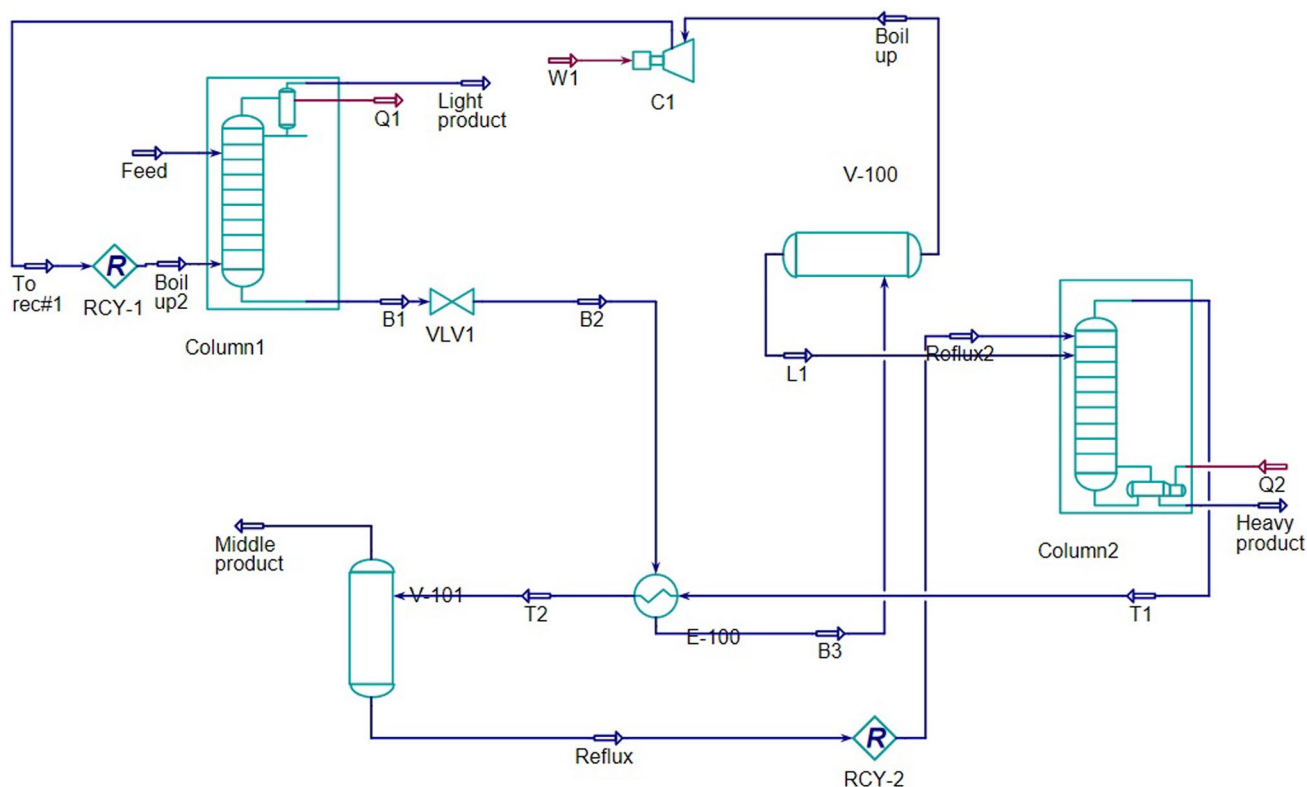 Boil
up
W1
C1
Light
product
Q1
Feed
V-100
To
rec#1
RCY-1
Boil
up2
B1
VLV1
B2
Column1
Reflux2
L1
Q2
Heavy
product
Column2
Middle
product
V-101
T2
E-100
B3
T1
Reflux
RCY-2
R
R